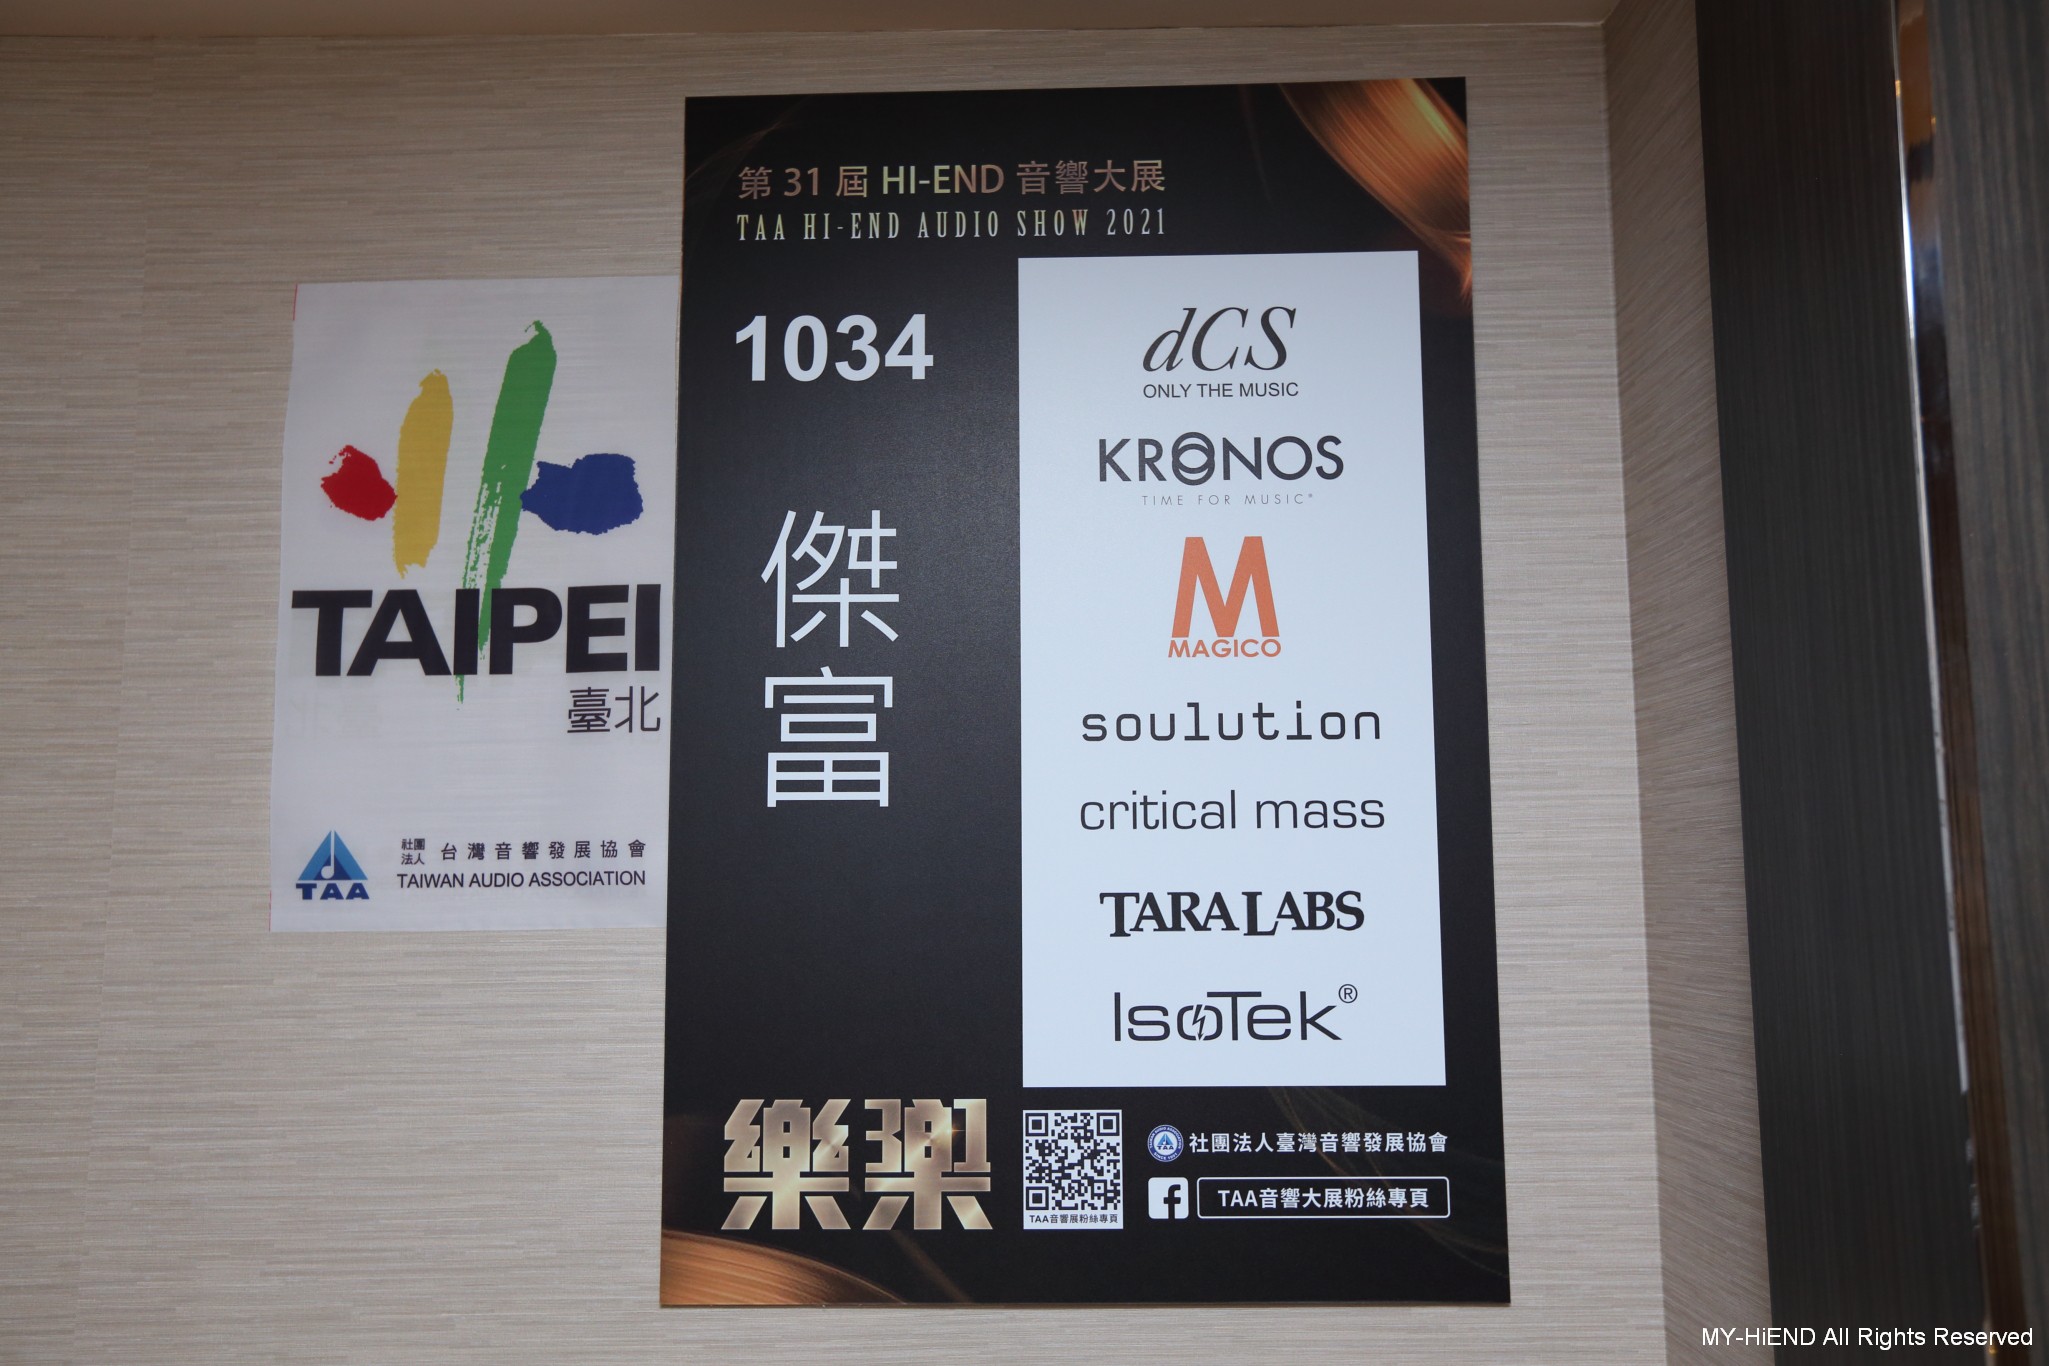 TAIPEI
臺北
TAA
社團
法人
台灣音響發展協會
TAIWAN AUDIO ASSOCIATION
第 31 屆 HI-END 音響大展
TAA HI-END AUDIO SHOW 2021
1034
傑富
dCS
ONLY THE MUSIC
KRONOS
TIME FOR MUSIC®
M
MAGICO
soulution
critical mass
TARA LABS
IsoTek®
TAA音響展粉絲專頁
社團法人臺灣音響發展協會
TAA音響大展粉絲專頁
MY-HiEND All Rights Reserved